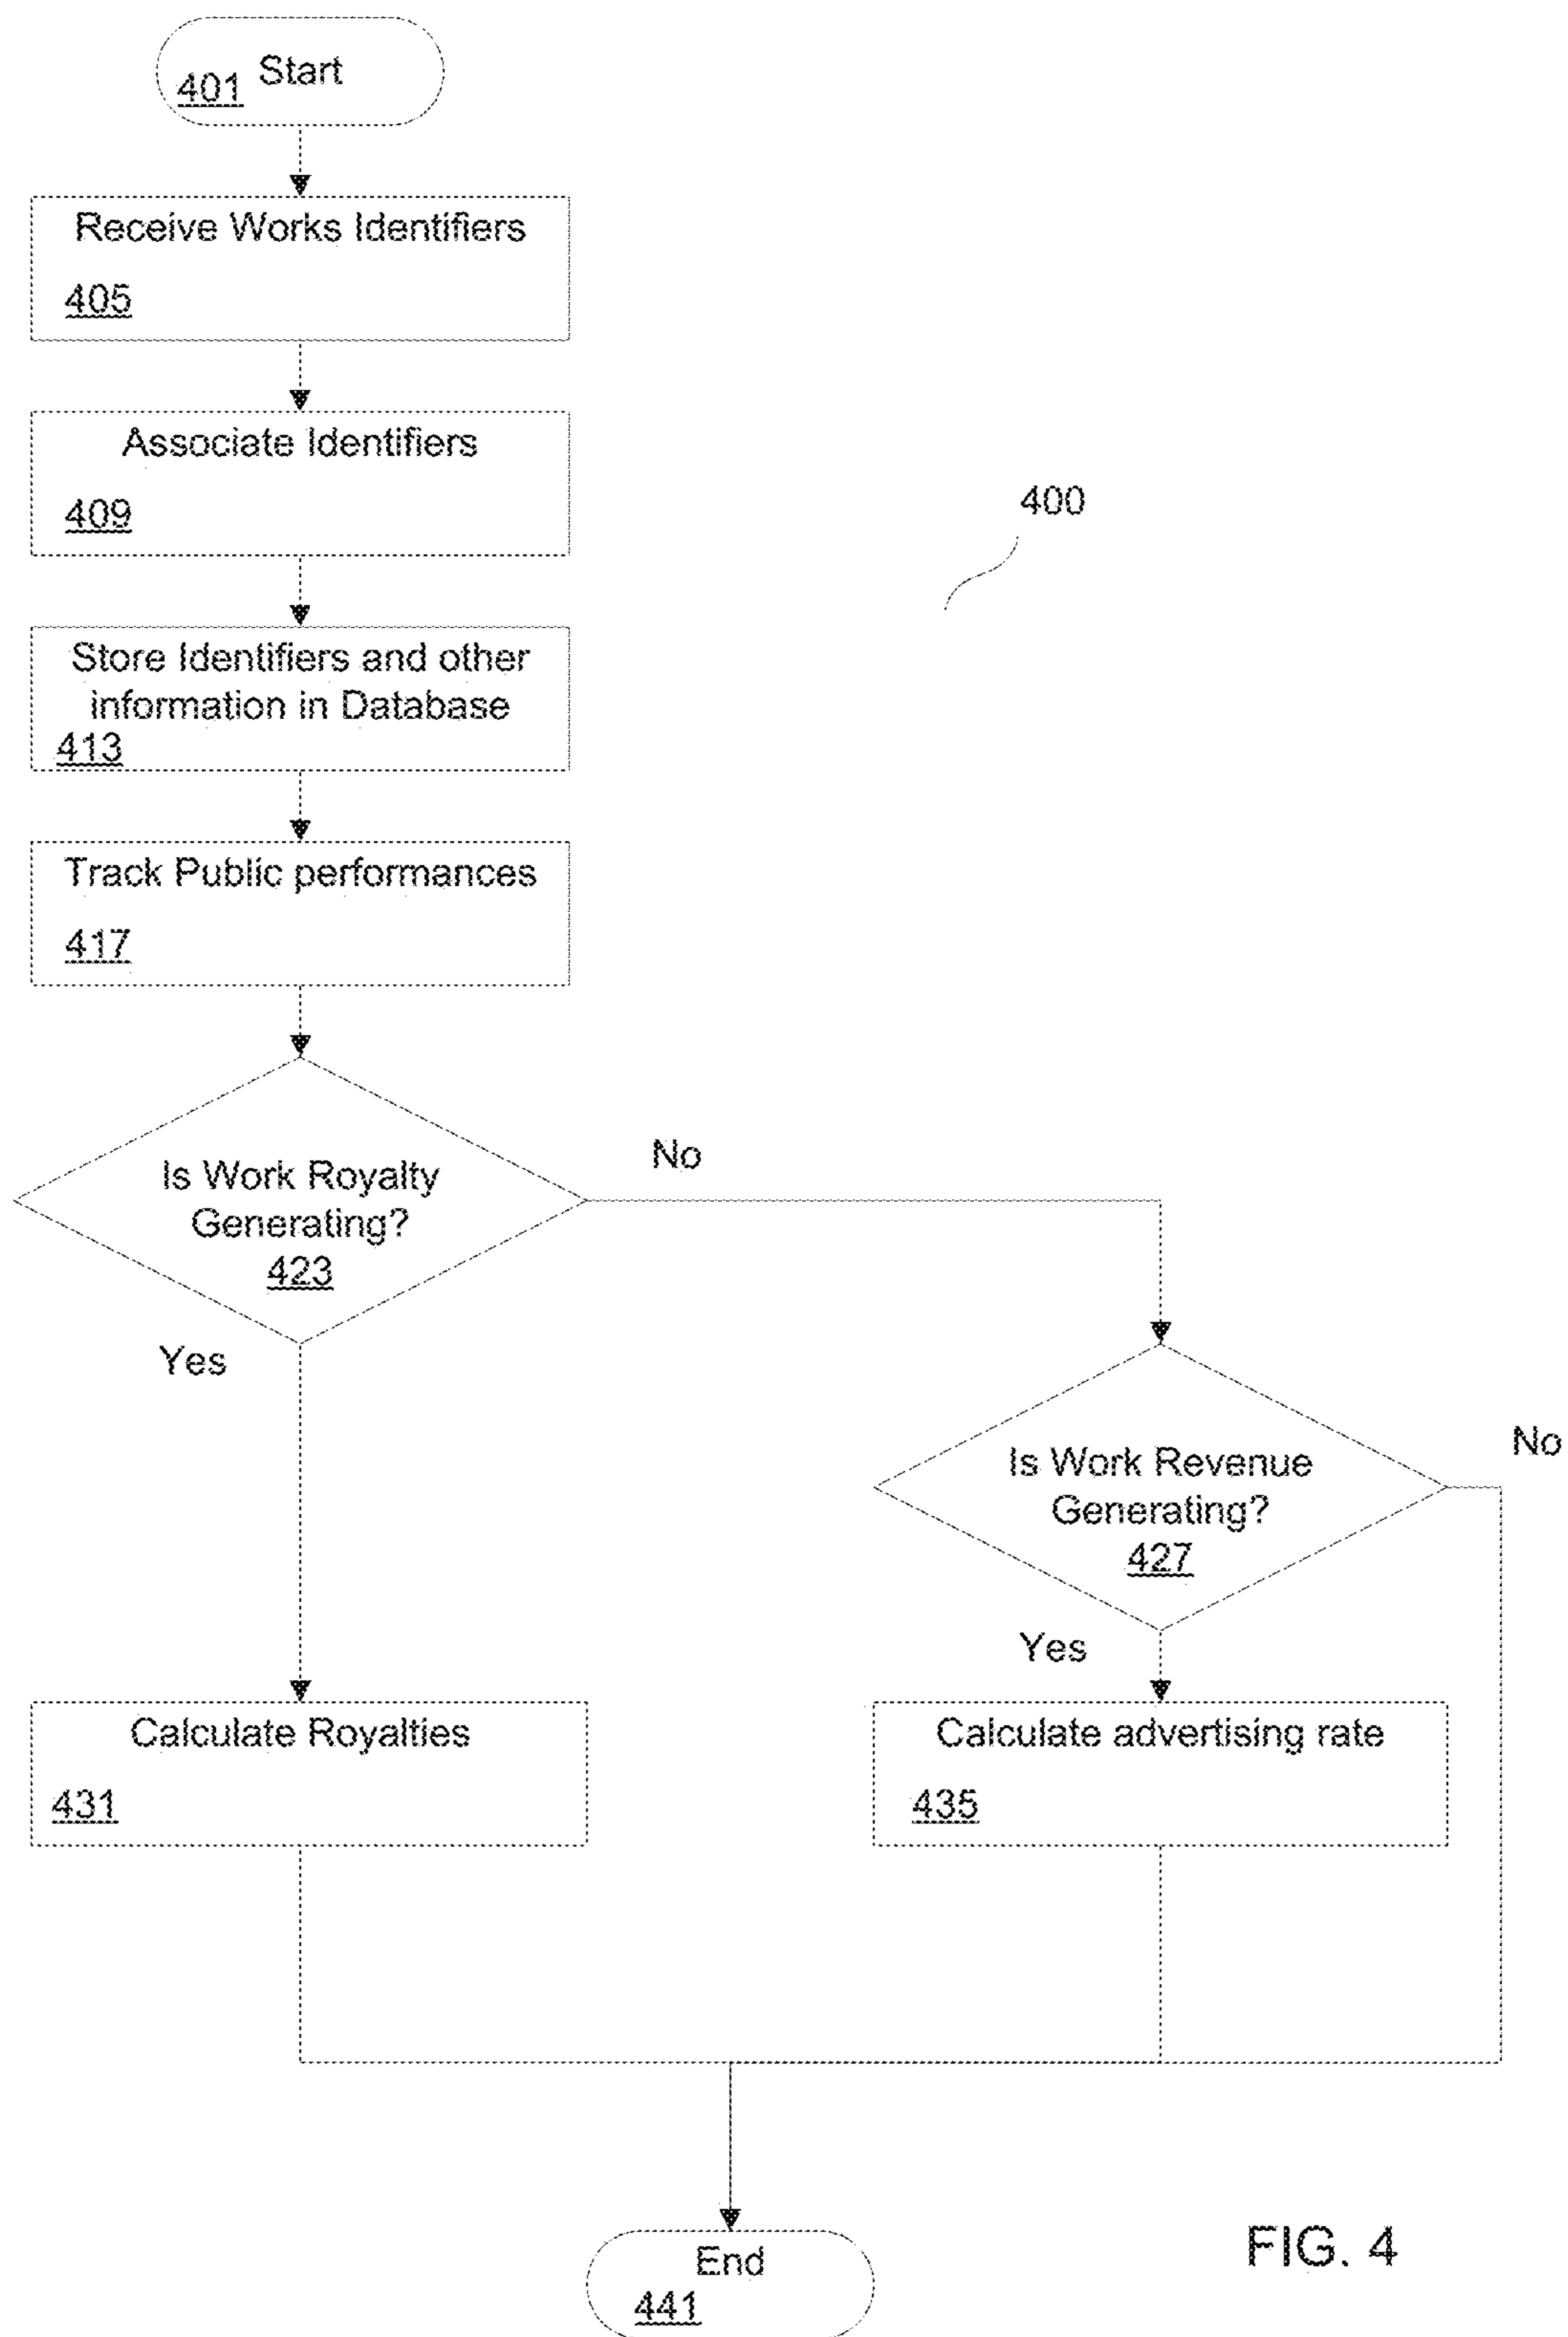 Start
401
Receive Works Identifiers
405
Associate Identifiers
409
400
Store Identifiers and other
information in Database
413
Track Public performances
417
Is Work Royalty
Generating?
423
No
Yes
Is Work Revenue
Generating?
427
No
Yes
Calculate Royalties
431
Calculate advertising rate
435
End
441
FIG. 4